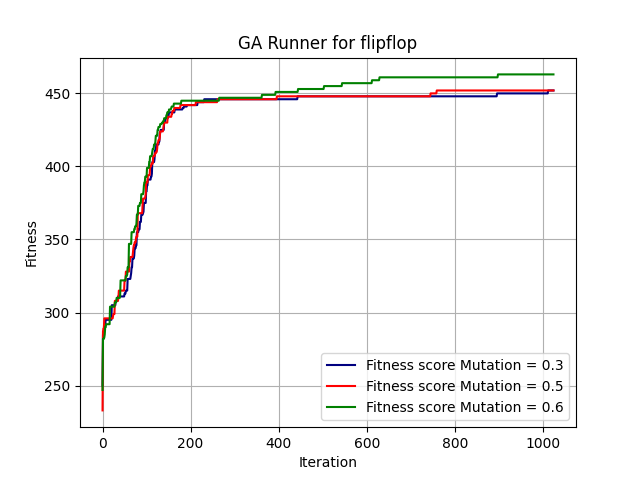 GA Runner for flipflop
Fitness
450
400
350
300
250
0 200 400 600 800 1000
Iteration
Fitness score Mutation = 0.3
Fitness score Mutation = 0.5
Fitness score Mutation = 0.6